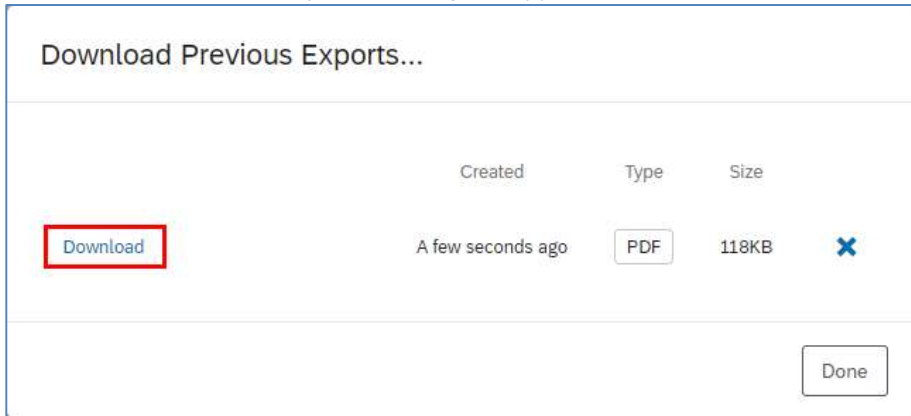 Download Previous Exports...
Created Type Size
Download A few seconds ago PDF 118KB
Done